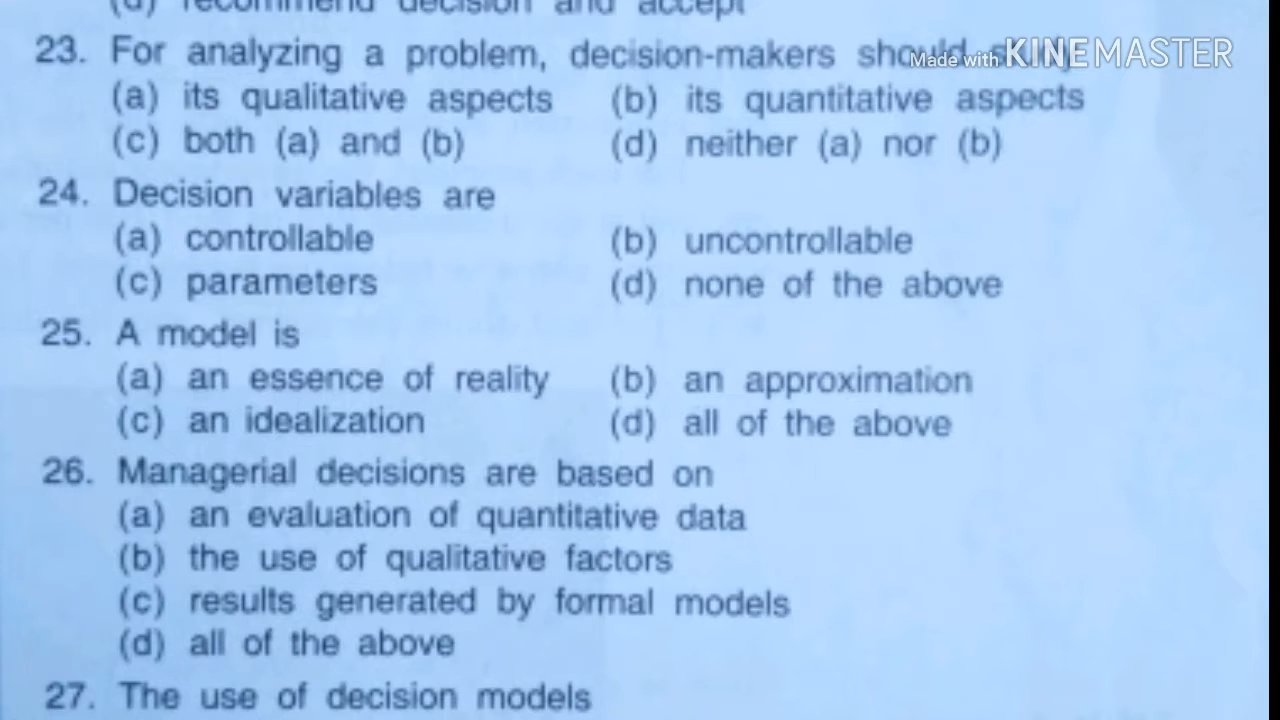 (d) recommend decision and accept
23. For analyzing a problem, decision-makers should
Made with KINEMASTER
(a) its qualitative aspects (b) its quantitative aspects
(c) both (a) and (b) (d) neither (a) nor (b)
24. Decision variables are
(a) controllable (b) uncontrollable
(c) parameters (d) none of the above
25. A model is
(a) an essence of reality (b) an approximation
(c) an idealization (d) all of the above
26. Managerial decisions are based on
(a) an evaluation of quantitative data
(b) the use of qualitative factors
(c) results generated by formal models
(d) all of the above
27. The use of decision models